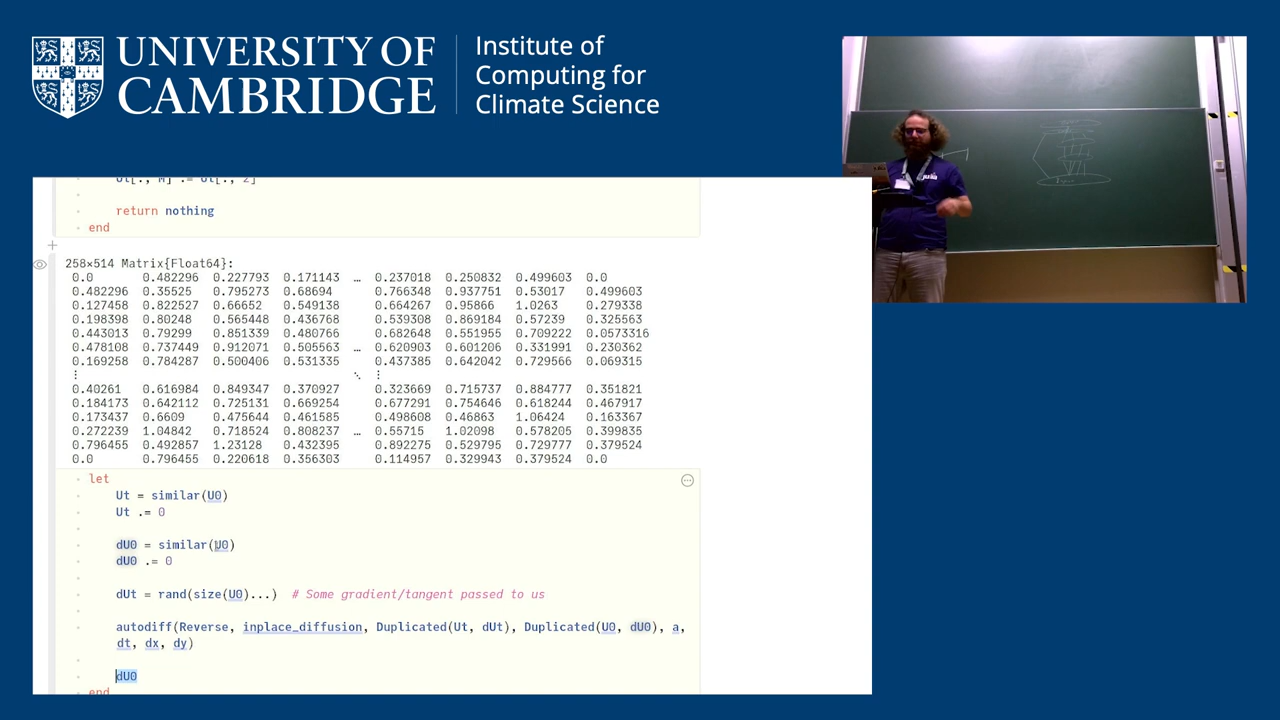 UNIVERSITY OF
CAMBRIDGE
Institute of
Computing for
Climate Science
Ut[:, M] .= Ut[:, 2]
return nothing
end
258×514 Matrix{Float64}:
0.0 0.482296 0.227793 0.171143 … 0.237018 0.250832 0.499603 0.0
0.482296 0.35525 0.795273 0.68694 0.766348 0.937751 0.53017 0.499603
0.127458 0.822527 0.66652 0.549138 0.664267 0.95866 1.0263 0.279338
0.198398 0.80248 0.565448 0.436768 0.539308 0.869184 0.57239 0.325563
0.443013 0.79299 0.851339 0.480766 0.682648 0.551955 0.709222 0.0573316
0.478108 0.737449 0.912071 0.505563 … 0.620903 0.601206 0.331991 0.230362
0.169258 0.784287 0.500406 0.531335 0.437385 0.642042 0.729566 0.069315
⋮ ⋱ ⋮
0.40261 0.616984 0.849347 0.370927 0.323669 0.715737 0.884777 0.351821
0.184173 0.642112 0.725131 0.669254 0.677291 0.754646 0.618244 0.467917
0.173437 0.6609 0.475644 0.461585 0.498608 0.46863 1.06424 0.163367
0.272239 1.04842 0.718524 0.808237 … 0.55715 1.02098 0.578205 0.399835
0.796455 0.492857 1.23128 0.432395 0.892275 0.529795 0.729777 0.379524
0.0 0.796455 0.220618 0.356303 0.114957 0.329943 0.379524 0.0
let
Ut = similar(U0)
Ut .= 0
dU0 = similar(U0)
dU0 .= 0
dUt = rand(size(U0)...) # Some gradient/tangent passed to us
autodiff(Reverse, inplace_diffusion, Duplicated(Ut, dUt), Duplicated(U0, dU0), a,
dt, dx, dy)
dU0
end